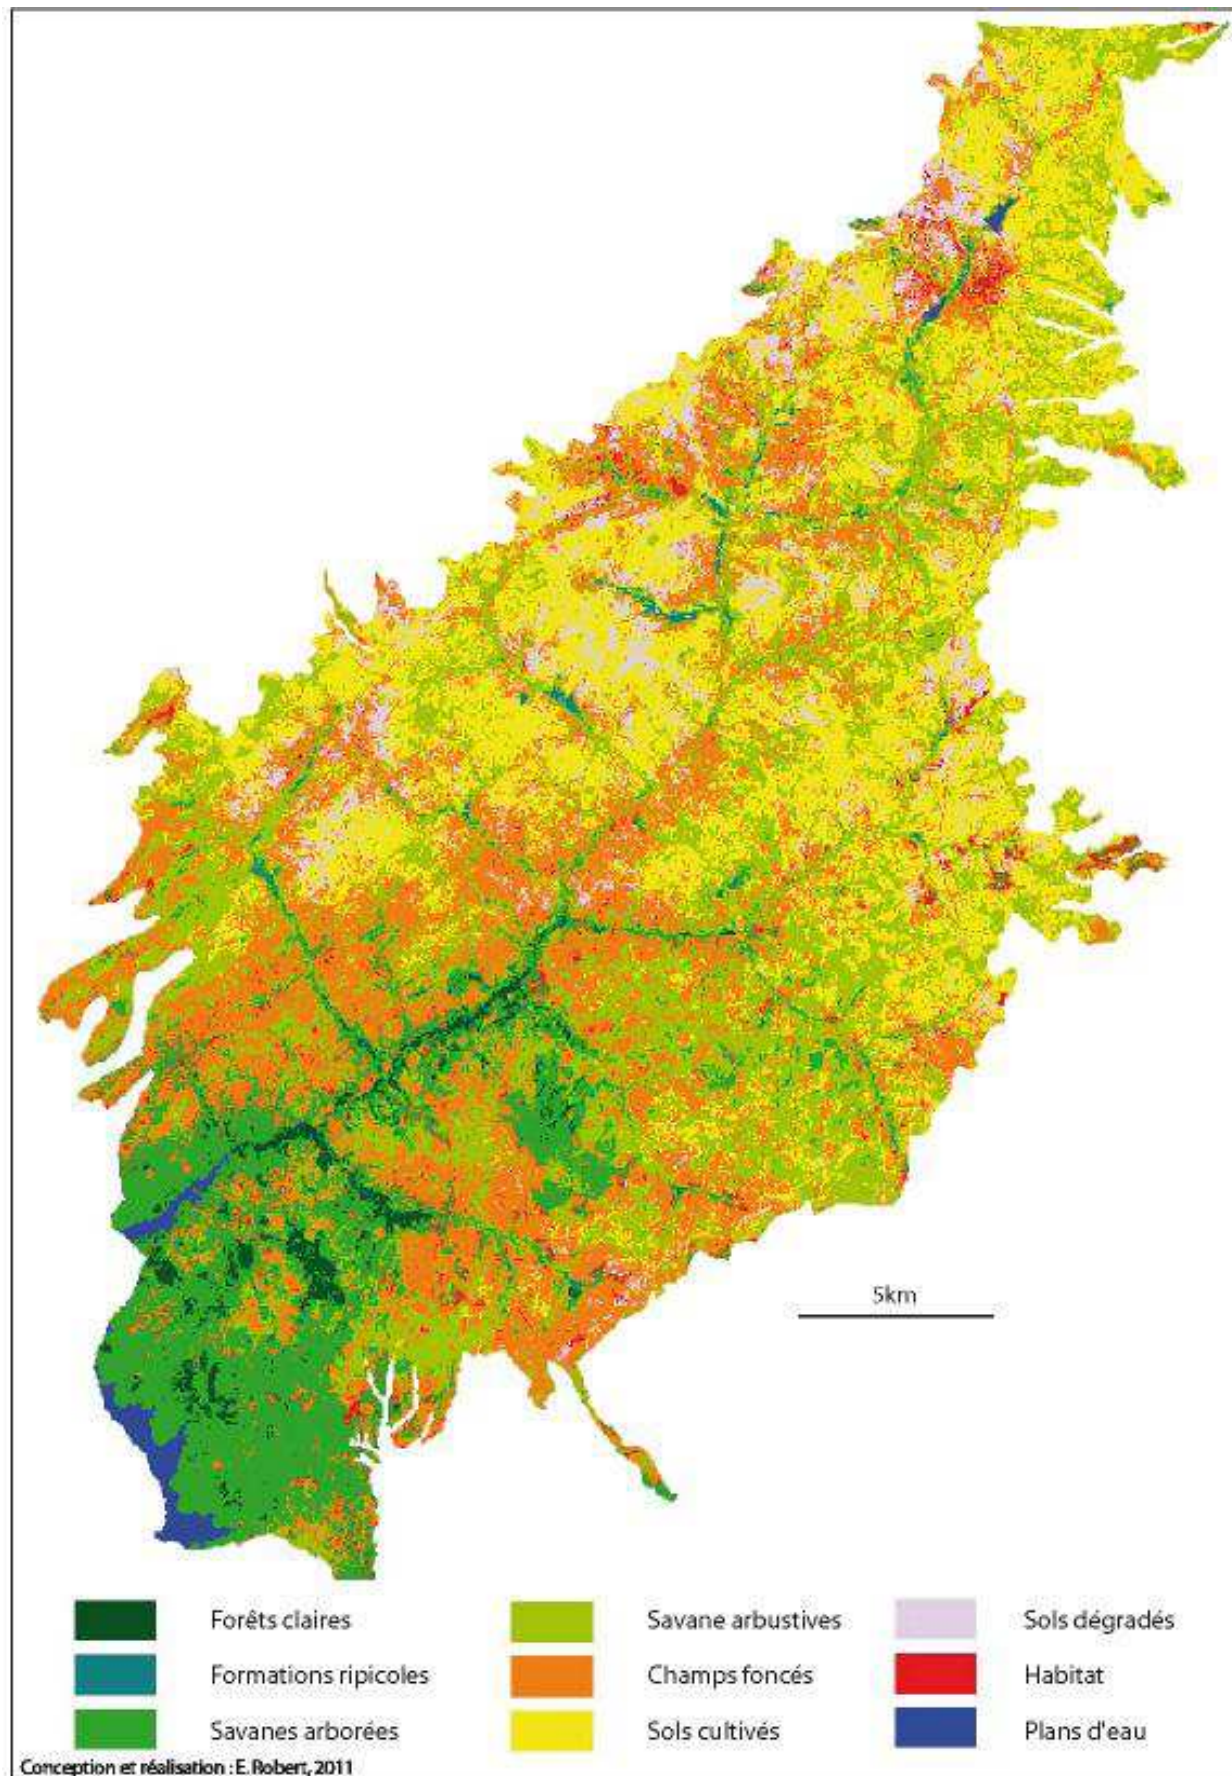 5km
Forêts claires
Savane arbustives
Sols dégradés
Formations ripicoles
Champs foncés
Habitat
Savanes arborées
Sols cultivés
Plans d'eau
Conception et réalisation : E. Robert, 2011